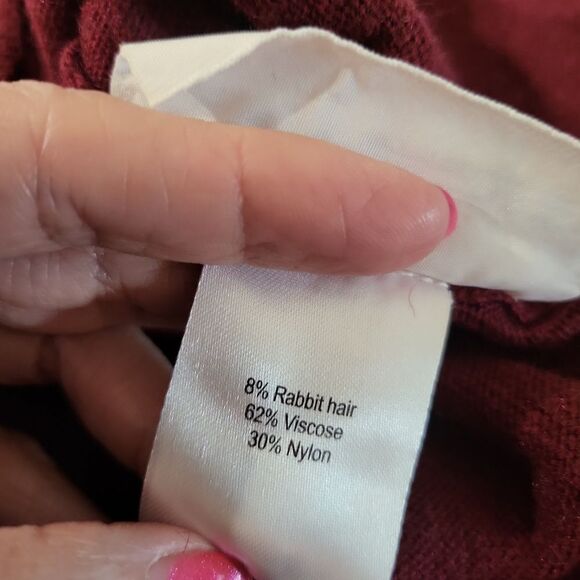 8% Rabbit hair
62% Viscose
30% Nylon